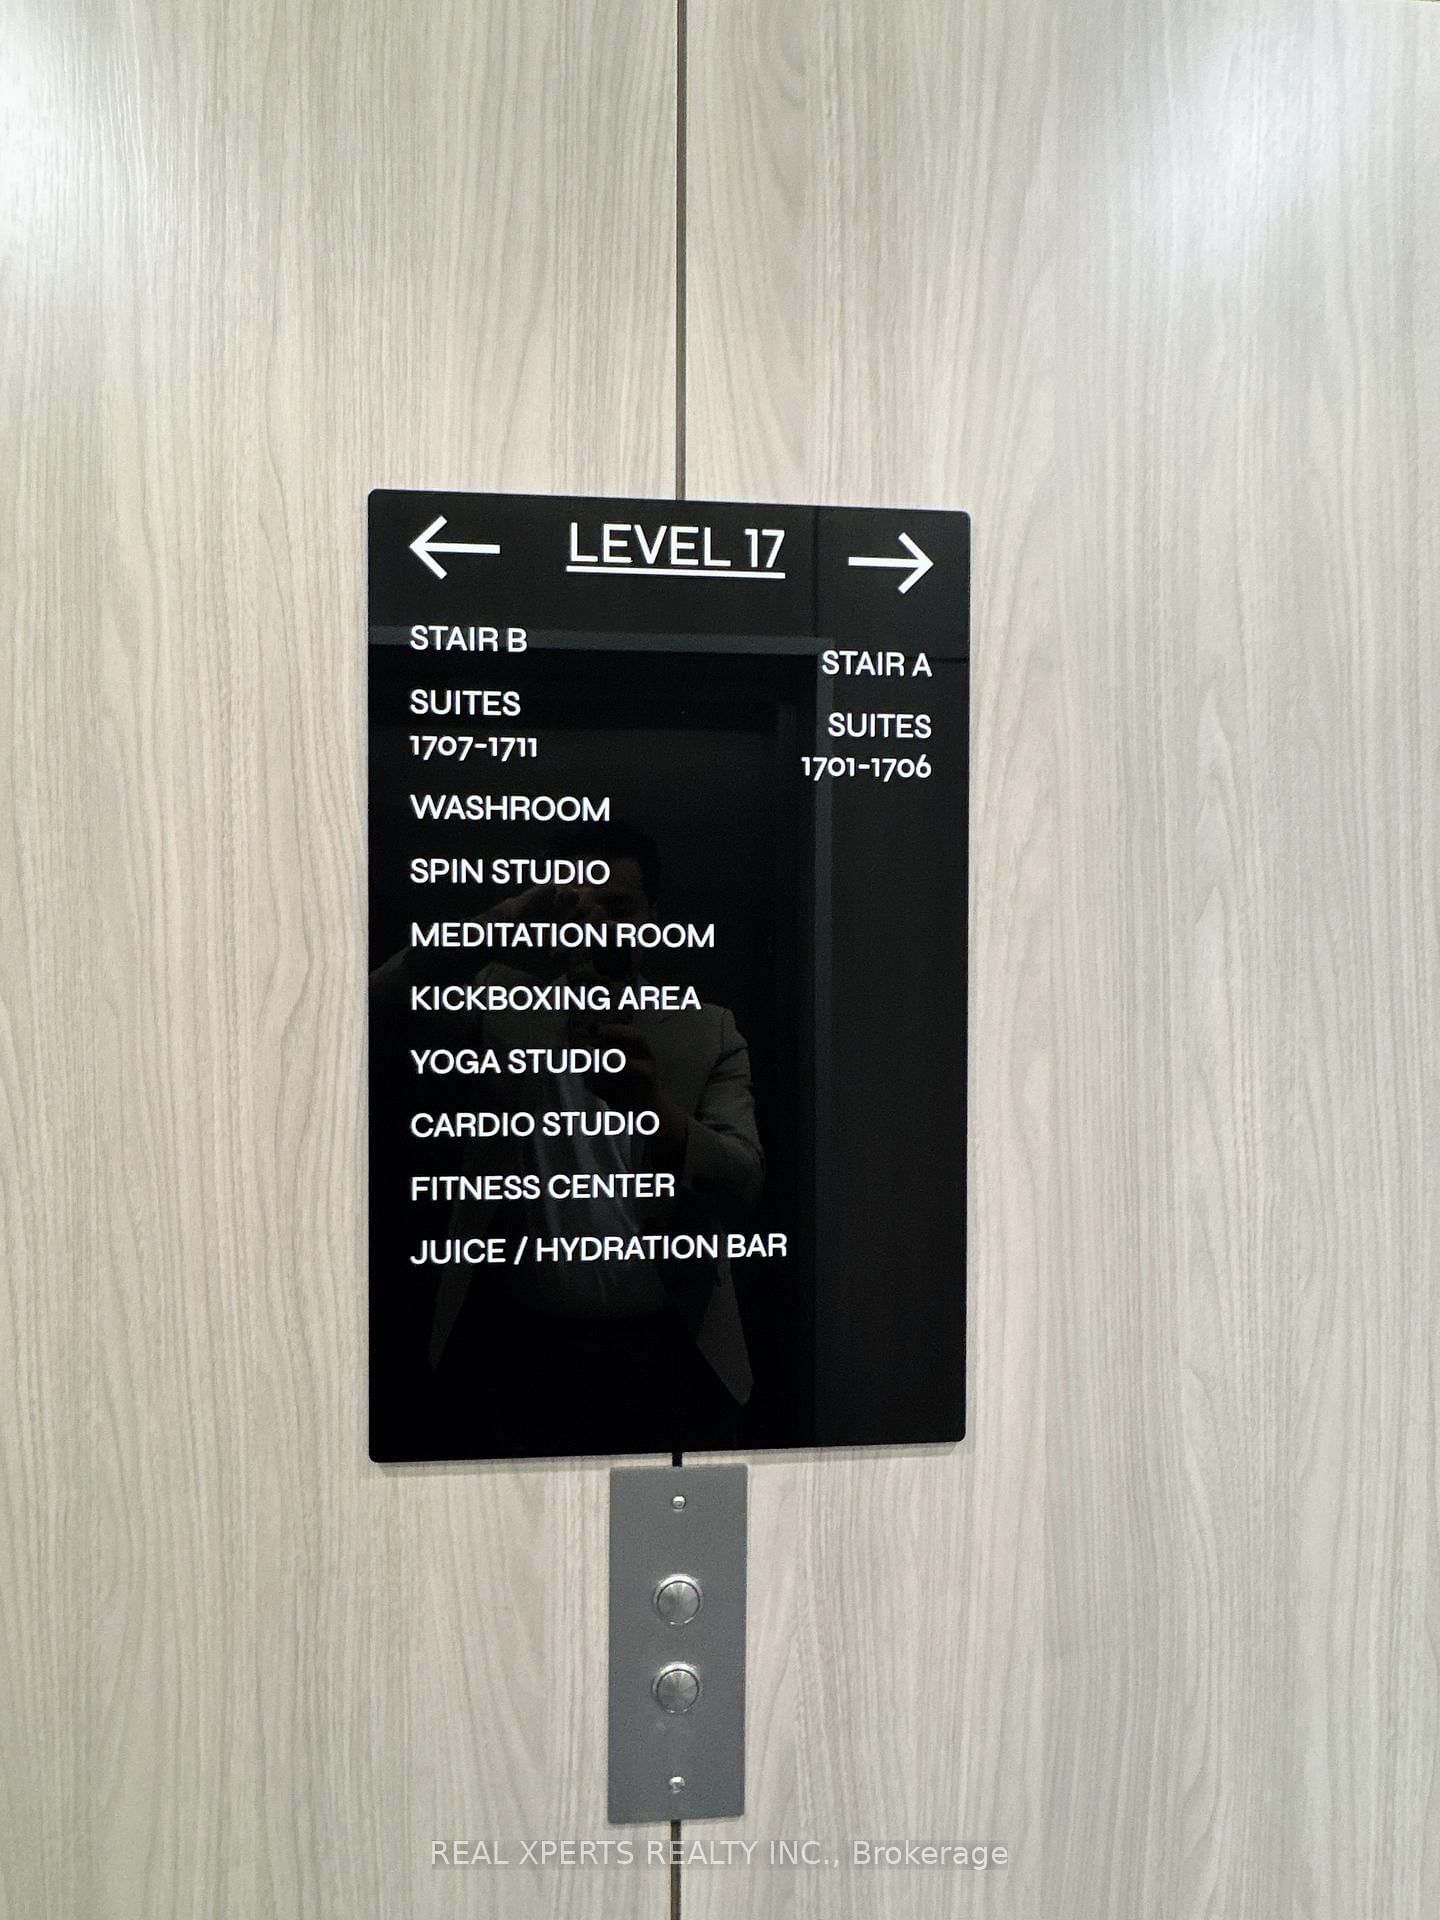 LEVEL 17
STAIR B
SUITES
1707-1711
WASHROOM
SPIN STUDIO
MEDITATION ROOM
KICKBOXING AREA
YOGA STUDIO
CARDIO STUDIO
FITNESS CENTER
JUICE / HYDRATION BAR
STAIR A
SUITES
1701-1706
REAL XPERTS REALTY INC., Brokerage